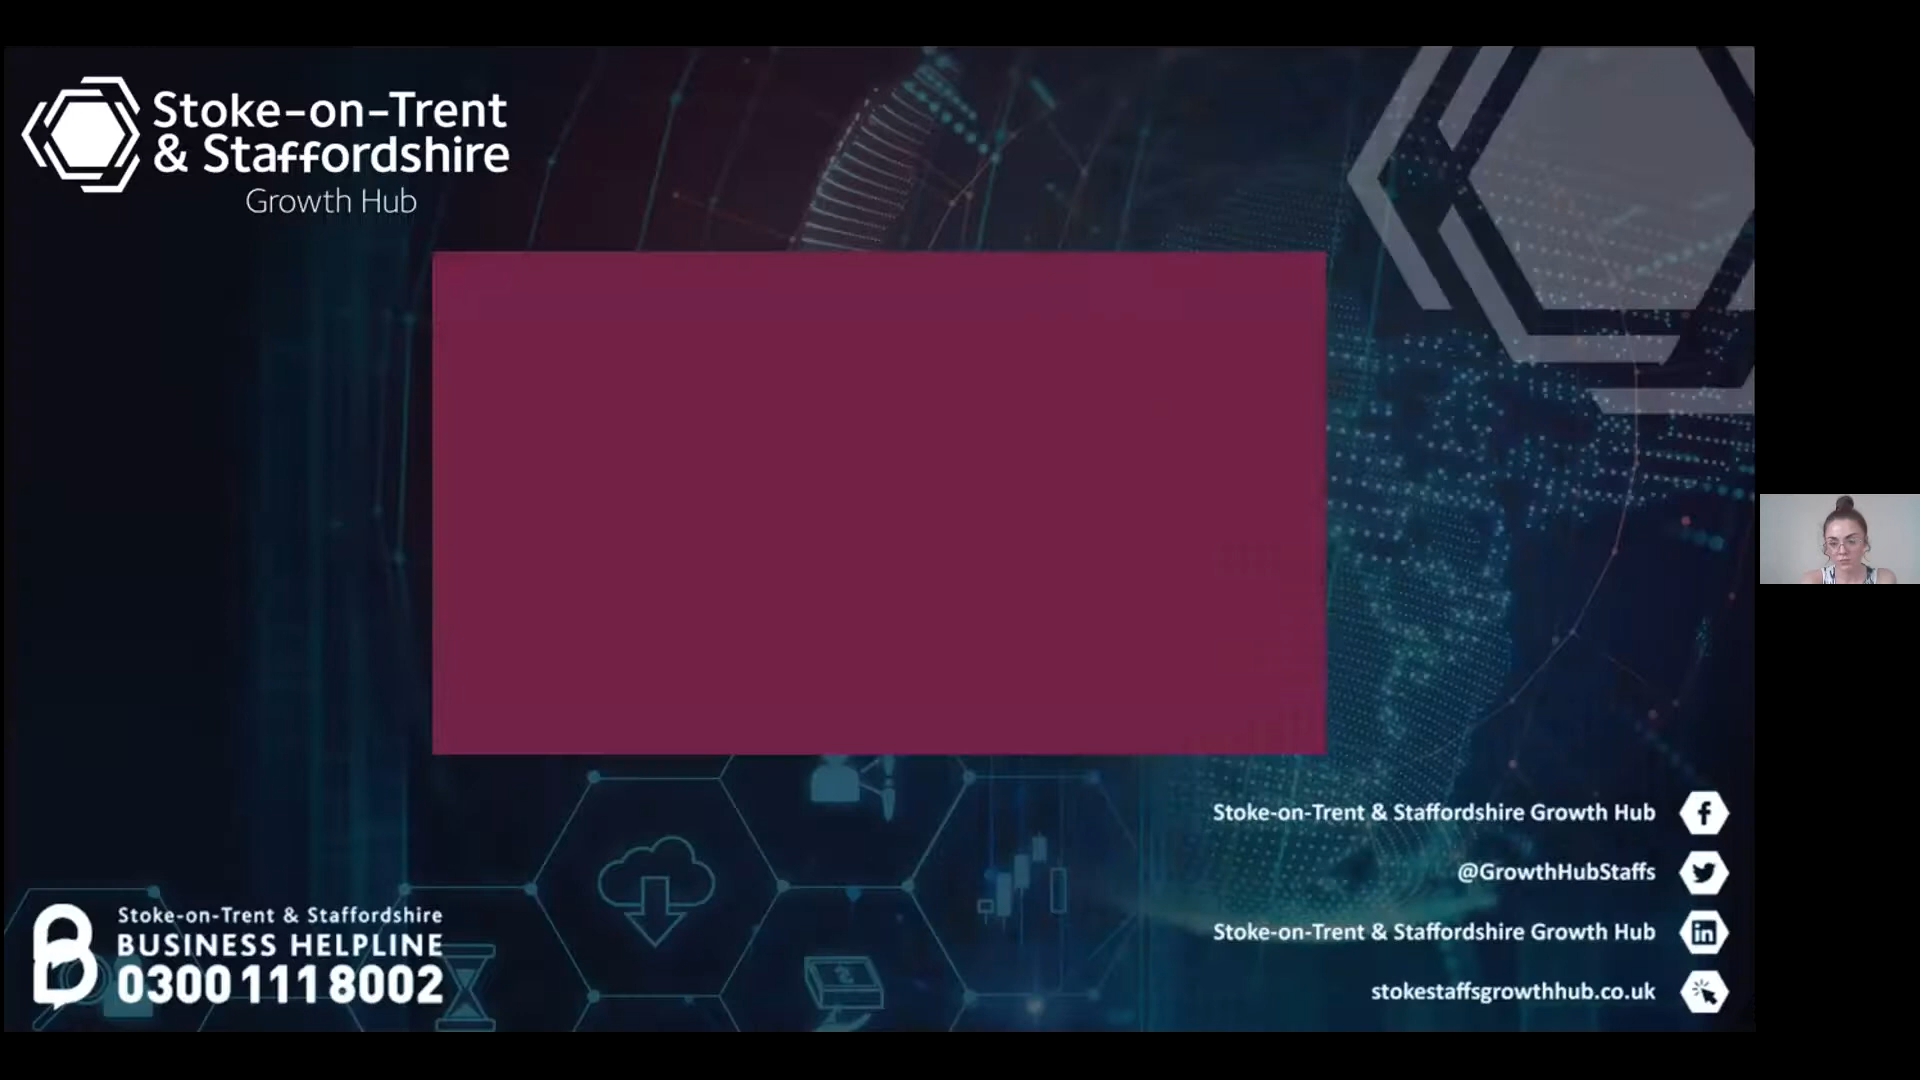 Stoke-on-Trent
& Staffordshire
Growth Hub
Stoke-on-Trent & Staffordshire Growth Hub
@GrowthHubStaffs
Stoke-on-Trent & Staffordshire Growth Hub
stokestaffsgrowthhub.co.uk
Stoke-on-Trent & Staffordshire
BUSINESS HELPLINE
0300 111 8002